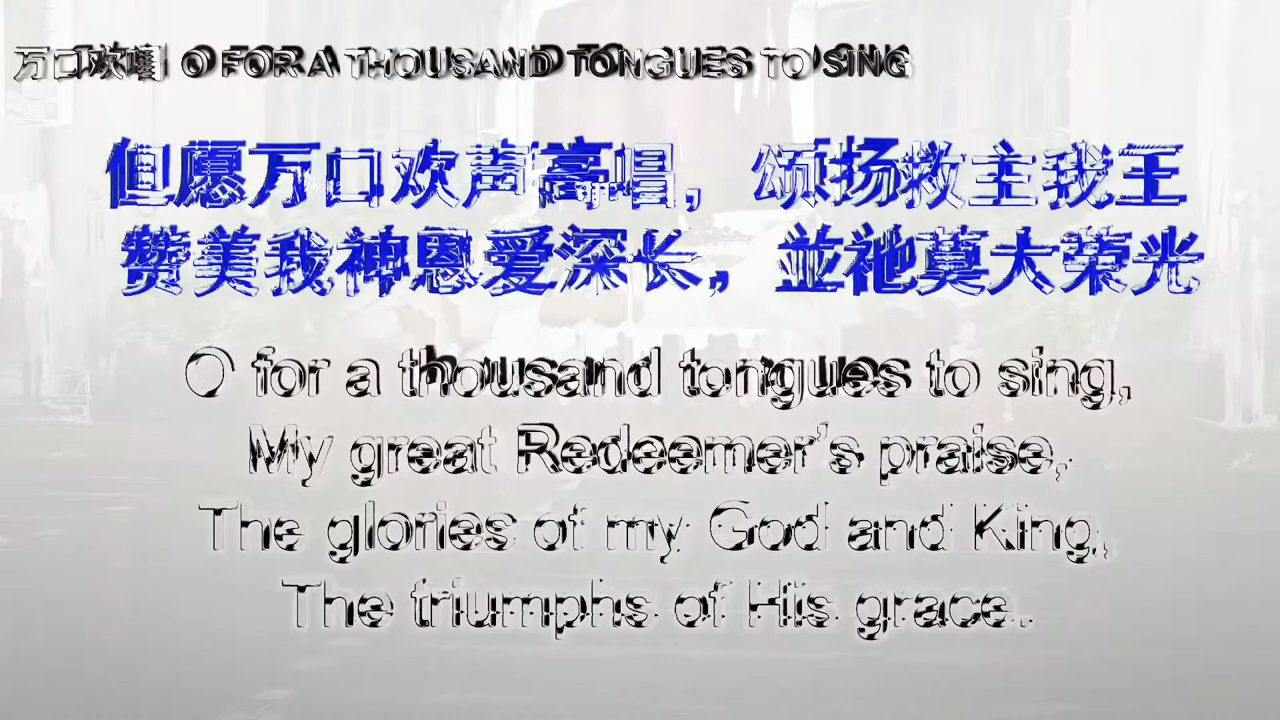 万口欢唱 O FOR A THOUSAND TONGUES TO SING
但愿万口欢声高唱，颂扬救主我王
赞美我神恩爱深长，並祂莫大荣光
O for a thousand tongues to sing,
My great Redeemer's praise,
The glories of my God and King,
The triumphs of His grace.